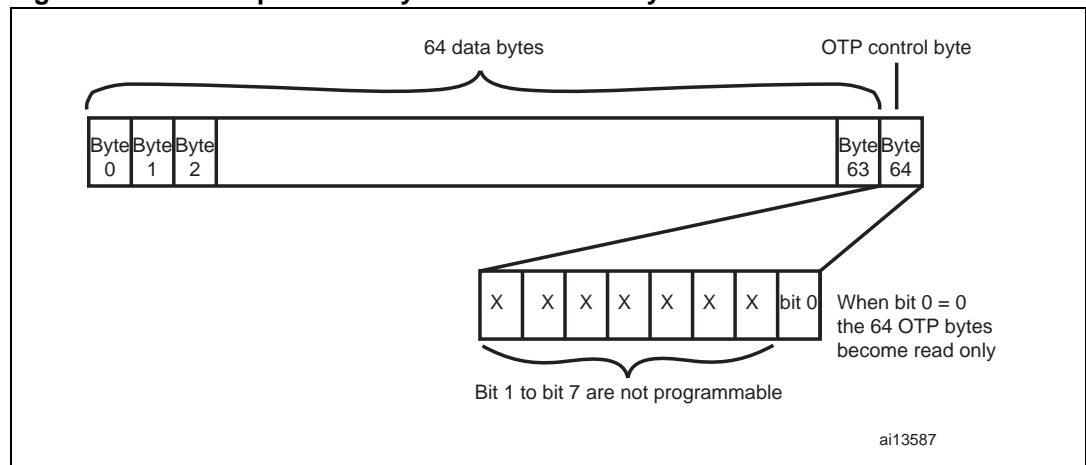 64 data bytes
OTP control byte
Byte Byte Byte Byte Byte
0 1 2 63 64
X X X X X X X bit 0
When bit 0 = 0
the 64 OTP bytes
become read only
Bit 1 to bit 7 are not programmable
ai13587